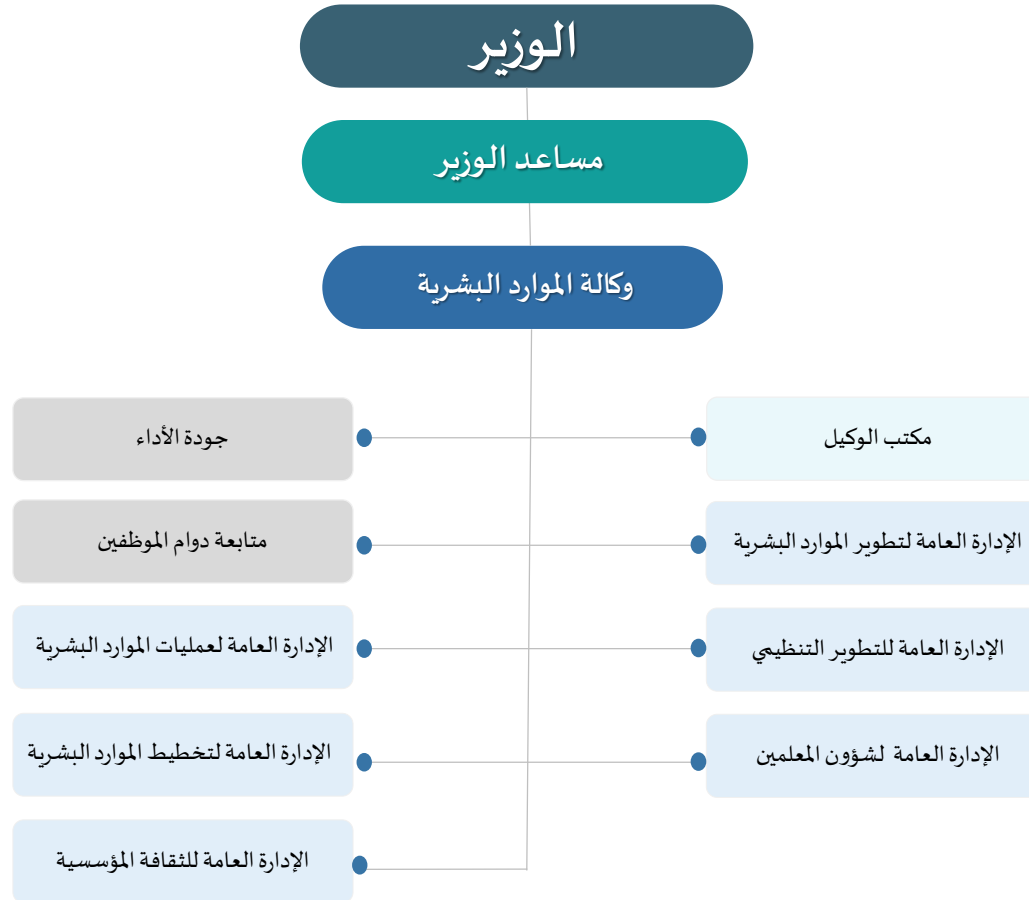 الوزير
مساعد الوزير
وكالة الموارد البشرية
مكتب الوكيل
جودة الأداء
الإدارة العامة لتطوير الموارد البشرية
متابعة دوام الموظفين
الإدارة العامة للتطوير التنظيمي
الإدارة العامة لعمليات الموارد البشرية
الإدارة العامة لشؤون المعلمين
الإدارة العامة لتخطيط الموارد البشرية
الإدارة العامة للثقافة المؤسسية